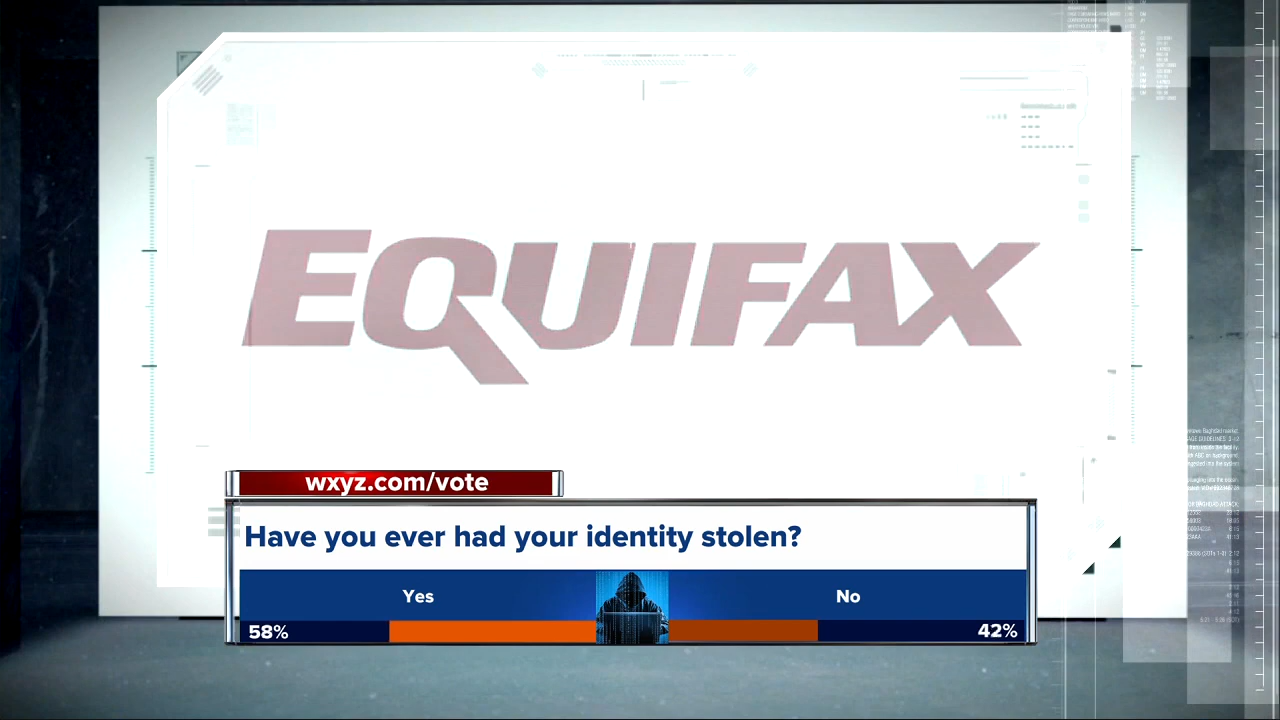 EQUIFAX
wxyz.com/vote
Have you ever had your identity stolen?
Yes
No
58%
42%